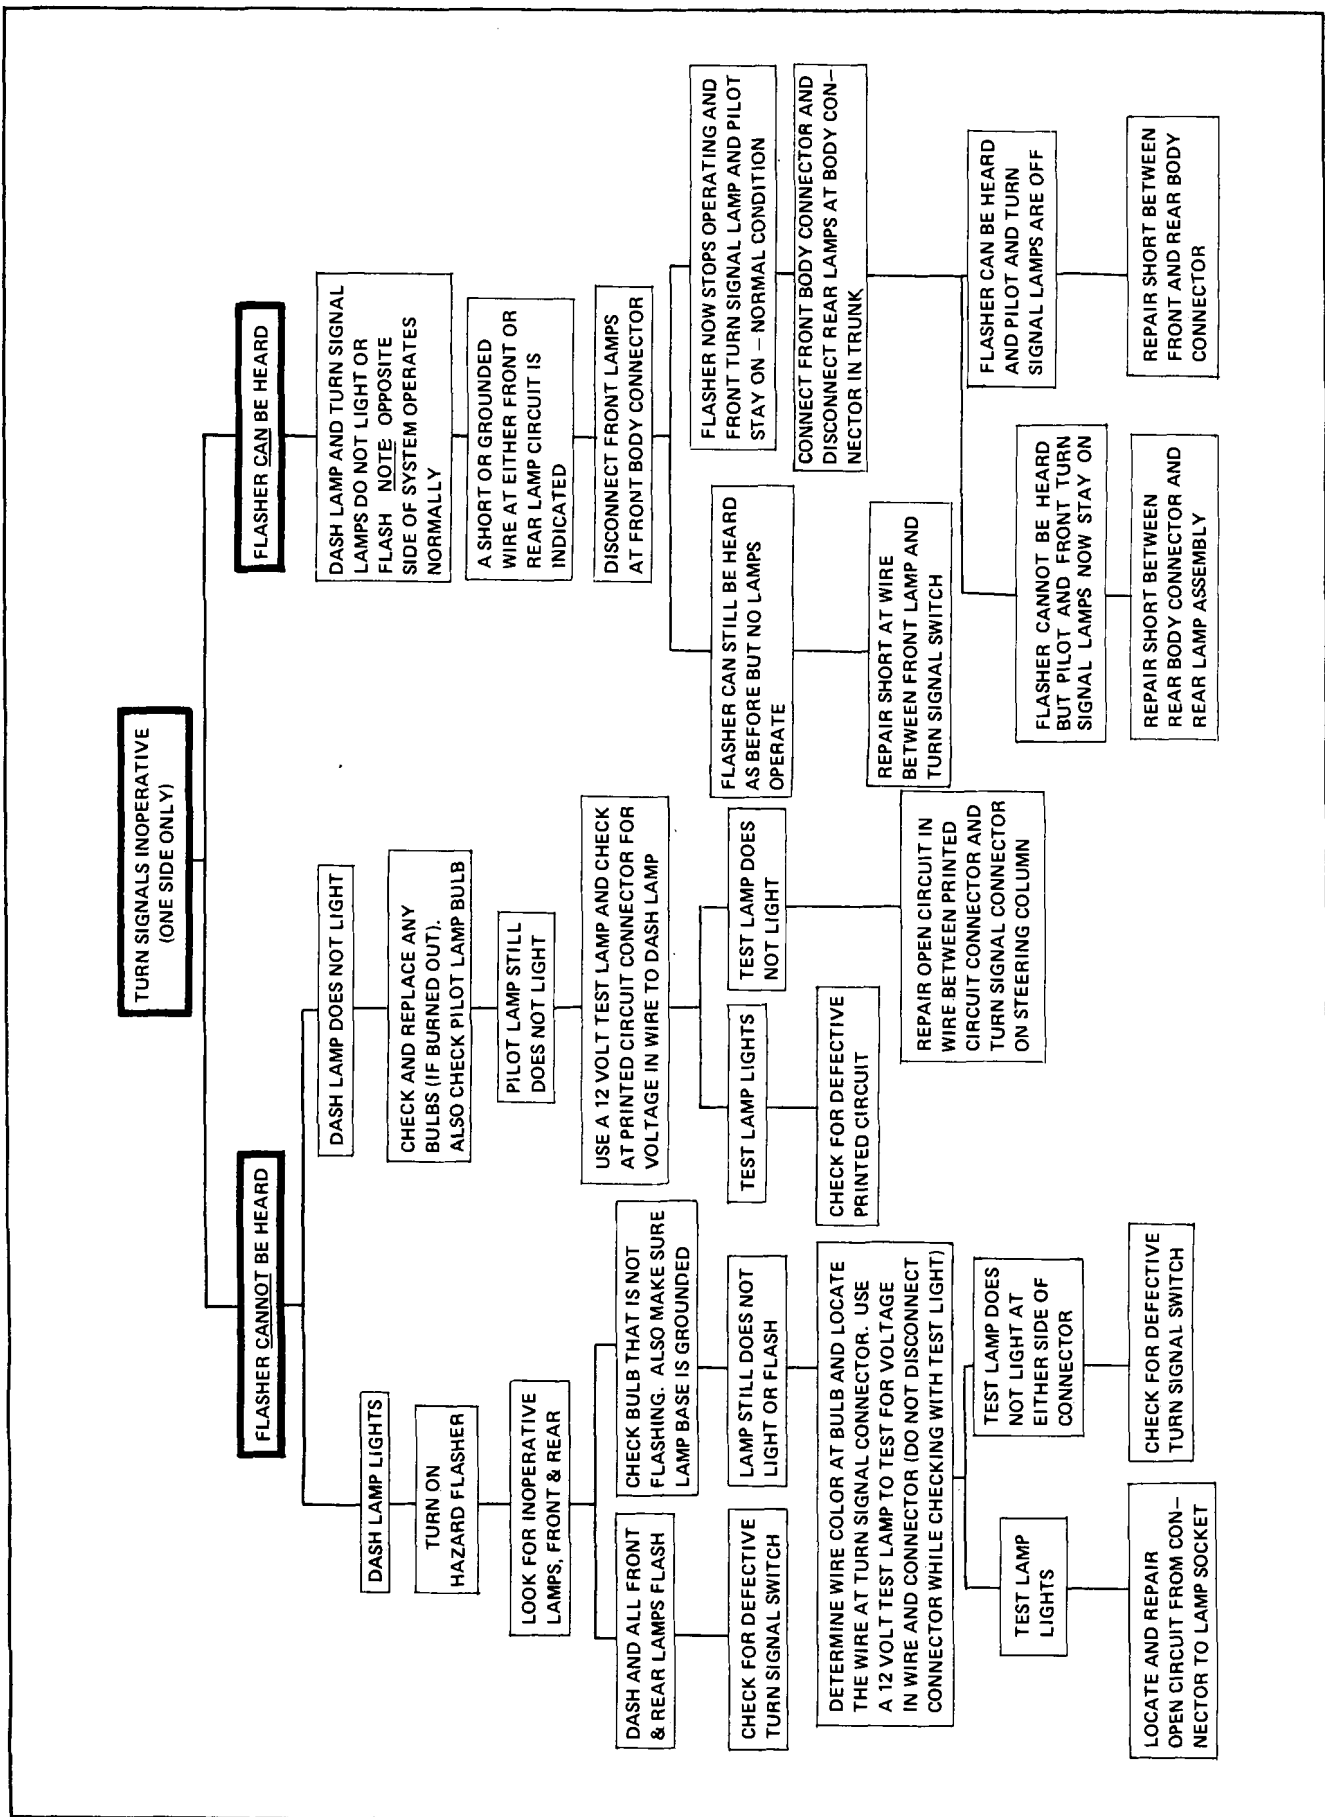 TURN SIGNALS INOPERATIVE
(ONE SIDE ONLY)
FLASHER CANNOT BE HEARD
DASH LAMP LIGHTS
TURN ON
HAZARD FLASHER
LOOK FOR INOPERATIVE
LAMPS, FRONT & REAR
DASH AND ALL FRONT
& REAR LAMPS FLASH
CHECK FOR DEFECTIVE
TURN SIGNAL SWITCH
CHECK BULB THAT IS NOT
FLASHING. ALSO MAKE SURE
LAMP BASE IS GROUNDED
LAMP STILL DOES NOT
LIGHT OR FLASH
DETERMINE WIRE COLOR AT BULB AND LOCATE
THE WIRE AT TURN SIGNAL CONNECTOR. USE
A 12 VOLT TEST LAMP TO TEST FOR VOLTAGE
IN WIRE AND CONNECTOR (DO NOT DISCONNECT
CONNECTOR WHILE CHECKING WITH TEST LIGHT)
TEST LAMP
LIGHTS
LOCATE AND REPAIR
OPEN CIRCUIT FROM CON–
NECTOR TO LAMP SOCKET
TEST LAMP DOES
NOT LIGHT AT
EITHER SIDE OF
CONNECTOR
CHECK FOR DEFECTIVE
TURN SIGNAL SWITCH
DASH LAMP DOES NOT LIGHT
CHECK AND REPLACE ANY
BULBS (IF BURNED OUT).
ALSO CHECK PILOT LAMP BULB
PILOT LAMP STILL
DOES NOT LIGHT
USE A 12 VOLT TEST LAMP AND CHECK
AT PRINTED CIRCUIT CONNECTOR FOR
VOLTAGE IN WIRE TO DASH LAMP
TEST LAMP LIGHTS
CHECK FOR DEFECTIVE
PRINTED CIRCUIT
TEST LAMP DOES
NOT LIGHT
REPAIR OPEN CIRCUIT IN
WIRE BETWEEN PRINTED
CIRCUIT CONNECTOR AND
TURN SIGNAL CONNECTOR
ON STEERING COLUMN
FLASHER CAN BE HEARD
DASH LAMP AND TURN SIGNAL
LAMPS DO NOT LIGHT OR
FLASH NOTE OPPOSITE
SIDE OF SYSTEM OPERATES
NORMALLY
A SHORT OR GROUNDED
WIRE AT EITHER FRONT OR
REAR LAMP CIRCUIT IS
INDICATED
DISCONNECT FRONT LAMPS
AT FRONT BODY CONNECTOR
FLASHER CAN STILL BE HEARD
AS BEFORE BUT NO LAMPS
OPERATE
REPAIR SHORT AT WIRE
BETWEEN FRONT LAMP AND
TURN SIGNAL SWITCH
FLASHER NOW STOPS OPERATING AND
FRONT TURN SIGNAL LAMP AND PILOT
STAY ON – NORMAL CONDITION
CONNECT FRONT BODY CONNECTOR AND
DISCONNECT REAR LAMPS AT BODY CON–
NECTOR IN TRUNK
FLASHER CANNOT BE HEARD
BUT PILOT AND FRONT TURN
SIGNAL LAMPS NOW STAY ON
REPAIR SHORT BETWEEN
REAR BODY CONNECTOR AND
REAR LAMP ASSEMBLY
FLASHER CAN BE HEARD
AND PILOT AND TURN
SIGNAL LAMPS ARE OFF
REPAIR SHORT BETWEEN
FRONT AND REAR BODY
CONNECTOR